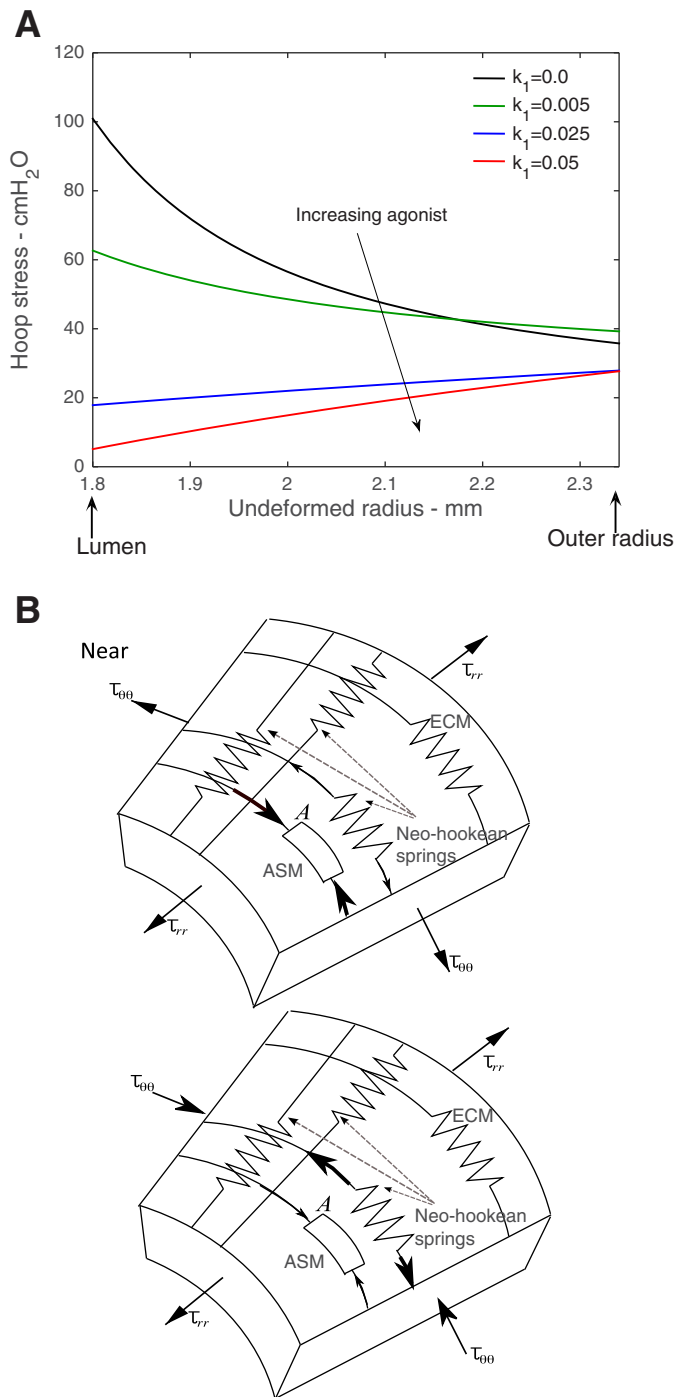 A
120
100
80
60
40
20
0
Hoop stress - cmH₂O
k₁=0.0
k₁=0.005
k₁=0.025
k₁=0.05
Increasing agonist
1.8 1.9 2 2.1 2.2 2.3
Undeformed radius - mm
Lumen
Outer radius
B
Near
τθθ
τrr
ECM
A
Neo-hookean
springs
ASM
τrr
τθθ
τθθ
τrr
ECM
A
Neo-hookean
springs
ASM
τrr
τθθ